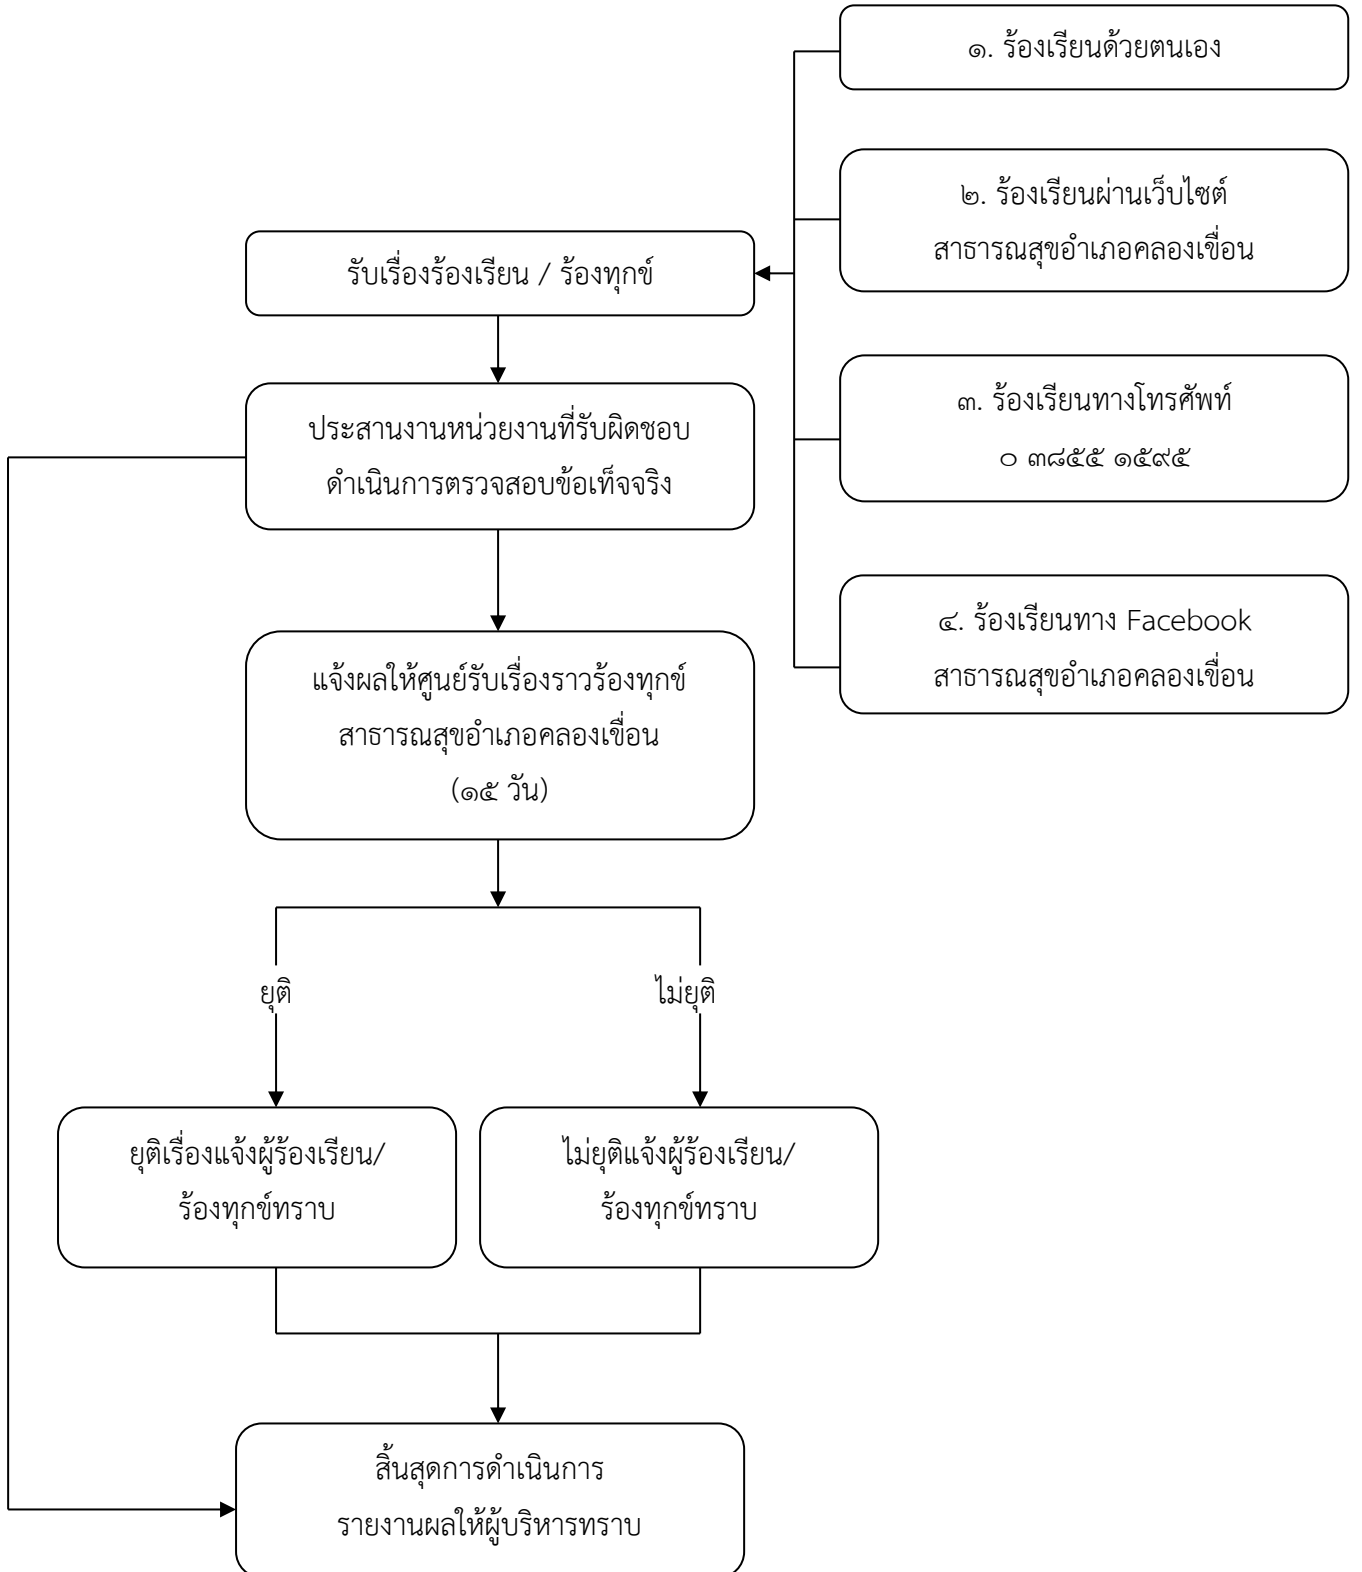 ๑. ร้องเรียนด้วยตนเอง
๒. ร้องเรียนผ่านเว็บไซต์
สาธารณสุขอำเภอคลองเขื่อน
รับเรื่องร้องเรียน / ร้องทุกข์
๓. ร้องเรียนทางโทรศัพท์
๐ ๓๘๕๕ ๑๕๙๕
ประสานงานหน่วยงานที่รับผิดชอบ
ดำเนินการตรวจสอบข้อเท็จจริง
๔. ร้องเรียนทาง Facebook
สาธารณสุขอำเภอคลองเขื่อน
แจ้งผลให้ศูนย์รับเรื่องราวร้องทุกข์
สาธารณสุขอำเภอคลองเขื่อน
(๑๕ วัน)
ยุติ
ไม่ยุติ
ยุติเรื่องแจ้งผู้ร้องเรียน/
ร้องทุกข์ทราบ
ไม่ยุติแจ้งผู้ร้องเรียน/
ร้องทุกข์ทราบ
สิ้นสุดการดำเนินการ
รายงานผลให้ผู้บริหารทราบ